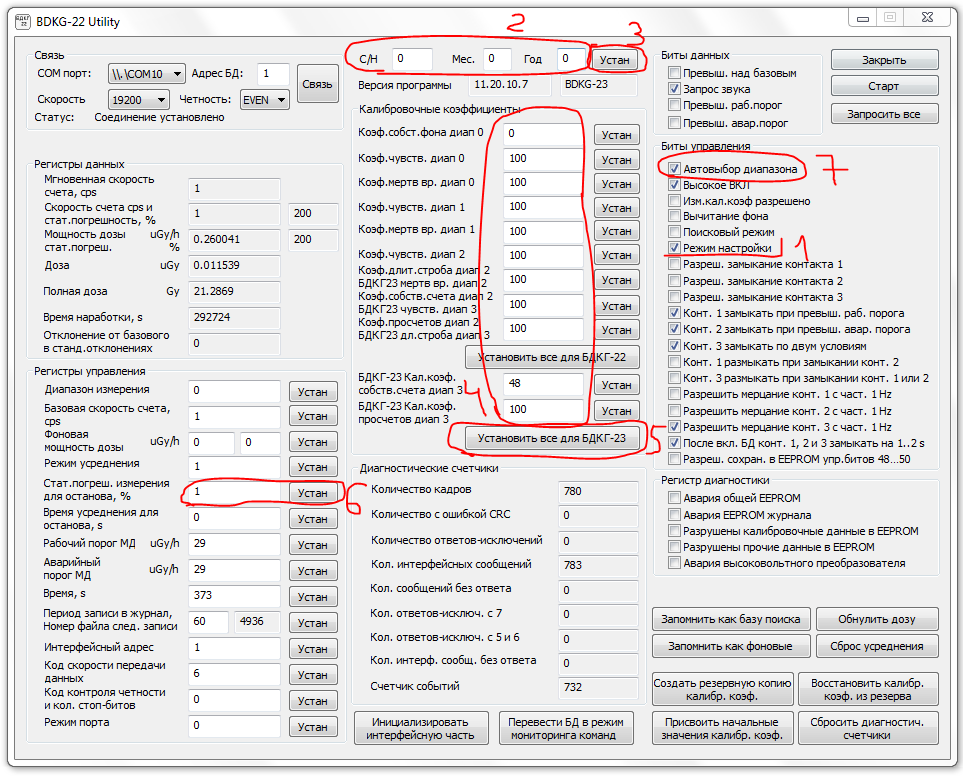 BDKG-22 Utility
2
3
Связь
COM порт: \\.\COM10 Адрес БД: 1
Связь
Скорость 19200 Четность: EVEN
Статус: Соединение установлено
С/Н 0 Мес. 0 Год 0 Устан
Версия программы 11.20.10.7 BDKG-23
Биты данных
Превыш. над базовым
Запрос звука
Превыш. раб.порог
Превыш. авар.порог
Закрыть
Старт
Запросить все
Регистры данных
Мгновенная скорость
счета, cps 1
Скорость счета cps и
стат.погрешность, % 1 200
Мощность дозы uGy/h
стат.погреш. % 0.260041 200
Доза uGy 0.011539
Полная доза Gy 21.2869
Время наработки, s 292724
Отклонение от базового
в станд.отклонениях 0
Калибровочные коэффициенты
Коэф.собст.фона диап 0 0 Устан
Коэф.чувств. диап 0 100 Устан
Коэф.мертв вр. диап 0 100 Устан
Коэф.чувств. диап 1 100 Устан
Коэф.мертв вр. диап 1 100 Устан
Коэф.чувств. диап 2 100 Устан
Коэф.длит.строба диап 2
БДКГ23 мертв вр. диап 2 100 Устан
Коэф.собств.счета диап 2
БДКГ23 чувств. диап 3 100 Устан
Коэф.просчетов диап 2
БДКГ23 дл.строба диап 3 100 Устан
Установить все для БДКГ-22
БДКГ-23 Кал.коэф.
собств.счета диап 3 48 Устан
4
БДКГ-23 Кал.коэф.
просчетов диап 3 100 Устан
Установить все для БДКГ-23
5
Биты управления
Автовыбор диапазона
7
Высокое ВКЛ
Изм.кал.коэф разрешено
Вычитание фона
Поисковый режим
Режим настройки
1
Разреш. замыкание контакта 1
Разреш. замыкание контакта 2
Разреш. замыкание контакта 3
Конт. 1 замыкать при превыш. раб. порога
Конт. 2 замыкать при превыш. авар. порога
Конт. 3 замыкать по двум условиям
Конт. 1 размыкать при замыкании конт. 2
Конт. 3 размыкать при замыкании конт. 1 или 2
Разрешить мерцание конт. 1 с част. 1 Hz
Разрешить мерцание конт. 2 с част. 1 Hz
Разрешить мерцание конт. 3 с част. 1 Hz
После вкл. БД конт. 1, 2 и 3 замыкать на 1..2 s
Разреш. сохран. в EEPROM упр.битов 48...50
Регистры управления
Диапазон измерения 0 Устан
Базовая скорость счета,
cps 1 Устан
Фоновая
мощность дозы uGy/h 0 0 Устан
Режим усреднения 1 Устан
Стат.погреш. измерения
для останова, % 1 Устан
6
Время усреднения для
останова, s 0 Устан
Рабочий порог МД uGy/h 29 Устан
Аварийный
порог МД uGy/h 29 Устан
Время, s 373 Устан
Период записи в журнал,
Номер файла след. записи 60 4936 Устан
Интерфейсный адрес 1 Устан
Код скорости передачи
данных 6 Устан
Код контроля четности
и кол. стоп-битов 0 Устан
Режим порта 0 Устан
Диагностические счетчики
Количество кадров 780
Количество с ошибкой CRC 0
Количество ответов-исключений 0
Кол. интерфейсных сообщений 783
Кол. сообщений без ответа 0
Кол. ответов-исключ. с 7 0
Кол. ответов-исключ. с 5 и 6 0
Кол. интерф. сообщ. без ответа 0
Счетчик событий 732
Инициализировать
интерфейсную часть
Перевести БД в режим
мониторинга команд
Регистр диагностики
Авария общей EEPROM
Авария EEPROM журнала
Разрушены калибровочные данные в EEPROM
Разрушены прочие данные в EEPROM
Авария высоковольтного преобразователя
Запомнить как базу поиска
Обнулить дозу
Запомнить как фоновые
Сброс усреднения
Создать резервную копию
калибр. коэф.
Восстановить калибр.
коэф. из резерва
Присвоить начальные
значения калибр. коэф.
Сбросить диагностич.
счетчики